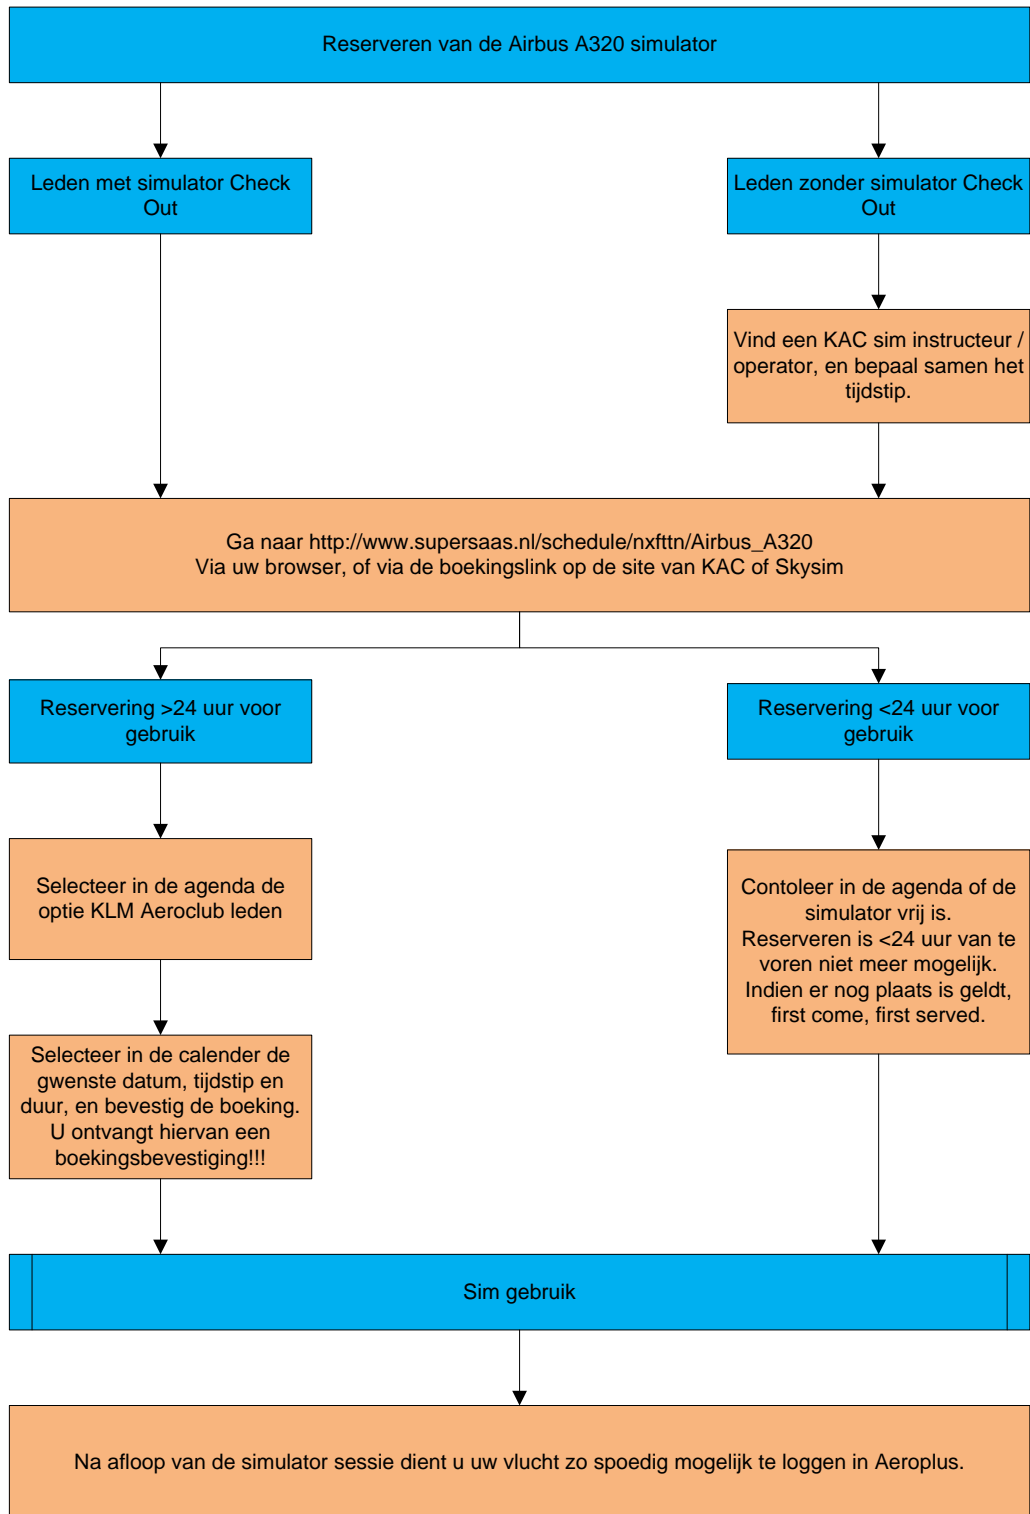 Reserveren van de Airbus A320 simulator
Leden met simulator Check
Out
Leden zonder simulator Check
Out
Vind een KAC sim instructeur /
operator, en bepaal samen het
tijdstip.
Ga naar http://www.supersaas.nl/schedule/nxfttn/Airbus_A320
Via uw browser, of via de boekingslink op de site van KAC of Skysim
Reservering >24 uur voor
gebruik
Reservering <24 uur voor
gebruik
Selecteer in de agenda de
optie KLM Aeroclub leden
Contoleer in de agenda of de
simulator vrij is.
Reserveren is <24 uur van te
voren niet meer mogelijk.
Indien er nog plaats is geldt,
first come, first served.
Selecteer in de calender de
gwenste datum, tijdstip en
duur, en bevestig de boeking.
U ontvangt hiervan een
boekingsbevestiging!!!
Sim gebruik
Na afloop van de simulator sessie dient u uw vlucht zo spoedig mogelijk te loggen in Aeroplus.